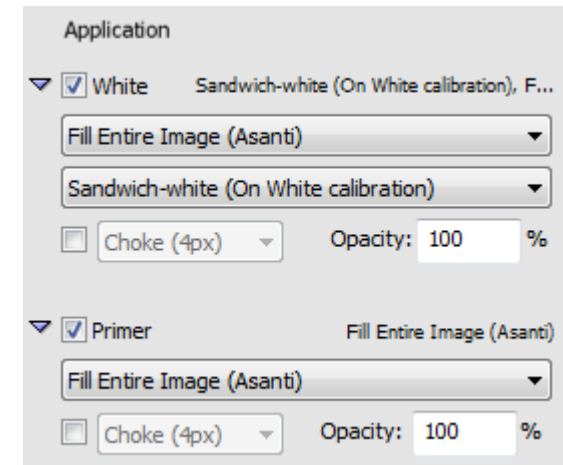 Application
White Sandwich-white (On White calibration), F...
Fill Entire Image (Asanti)
Sandwich-white (On White calibration)
Choke (4px) Opacity: 100 %
Primer Fill Entire Image (Asanti)
Fill Entire Image (Asanti)
Choke (4px) Opacity: 100 %